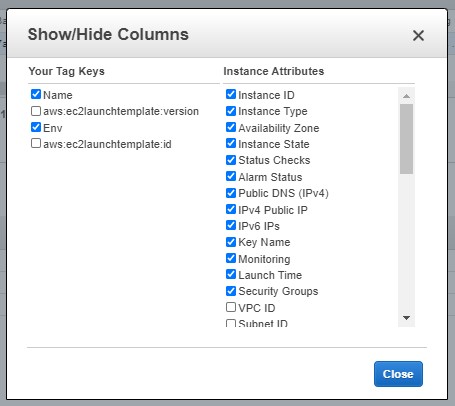 Show/Hide Columns
Your Tag Keys
Name
aws:ec2launchtemplate:version
Env
aws:ec2launchtemplate:id
Instance Attributes
Instance ID
Instance Type
Availability Zone
Instance State
Status Checks
Alarm Status
Public DNS (IPv4)
IPv4 Public IP
IPv6 IPs
Key Name
Monitoring
Launch Time
Security Groups
VPC ID
Subnet ID
Close